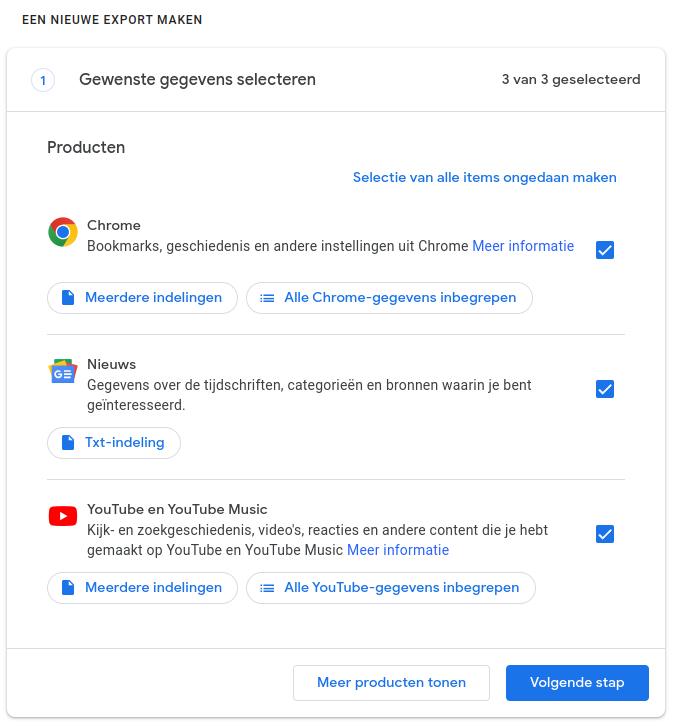 EEN NIEUWE EXPORT MAKEN
1 Gewenste gegevens selecteren 3 van 3 geselecteerd
Producten
Selectie van alle items ongedaan maken
Chrome
Bookmarks, geschiedenis en andere instellingen uit Chrome Meer informatie
Meerdere indelingen Alle Chrome-gegevens inbegrepen
Nieuws
Gegevens over de tijdschriften, categorieën en bronnen waarin je bent
geïnteresseerd.
Txt-indeling
YouTube en YouTube Music
Kijk- en zoekgeschiedenis, video's, reacties en andere content die je hebt
gemaakt op YouTube en YouTube Music Meer informatie
Meerdere indelingen Alle YouTube-gegevens inbegrepen
Meer producten tonen Volgende stap